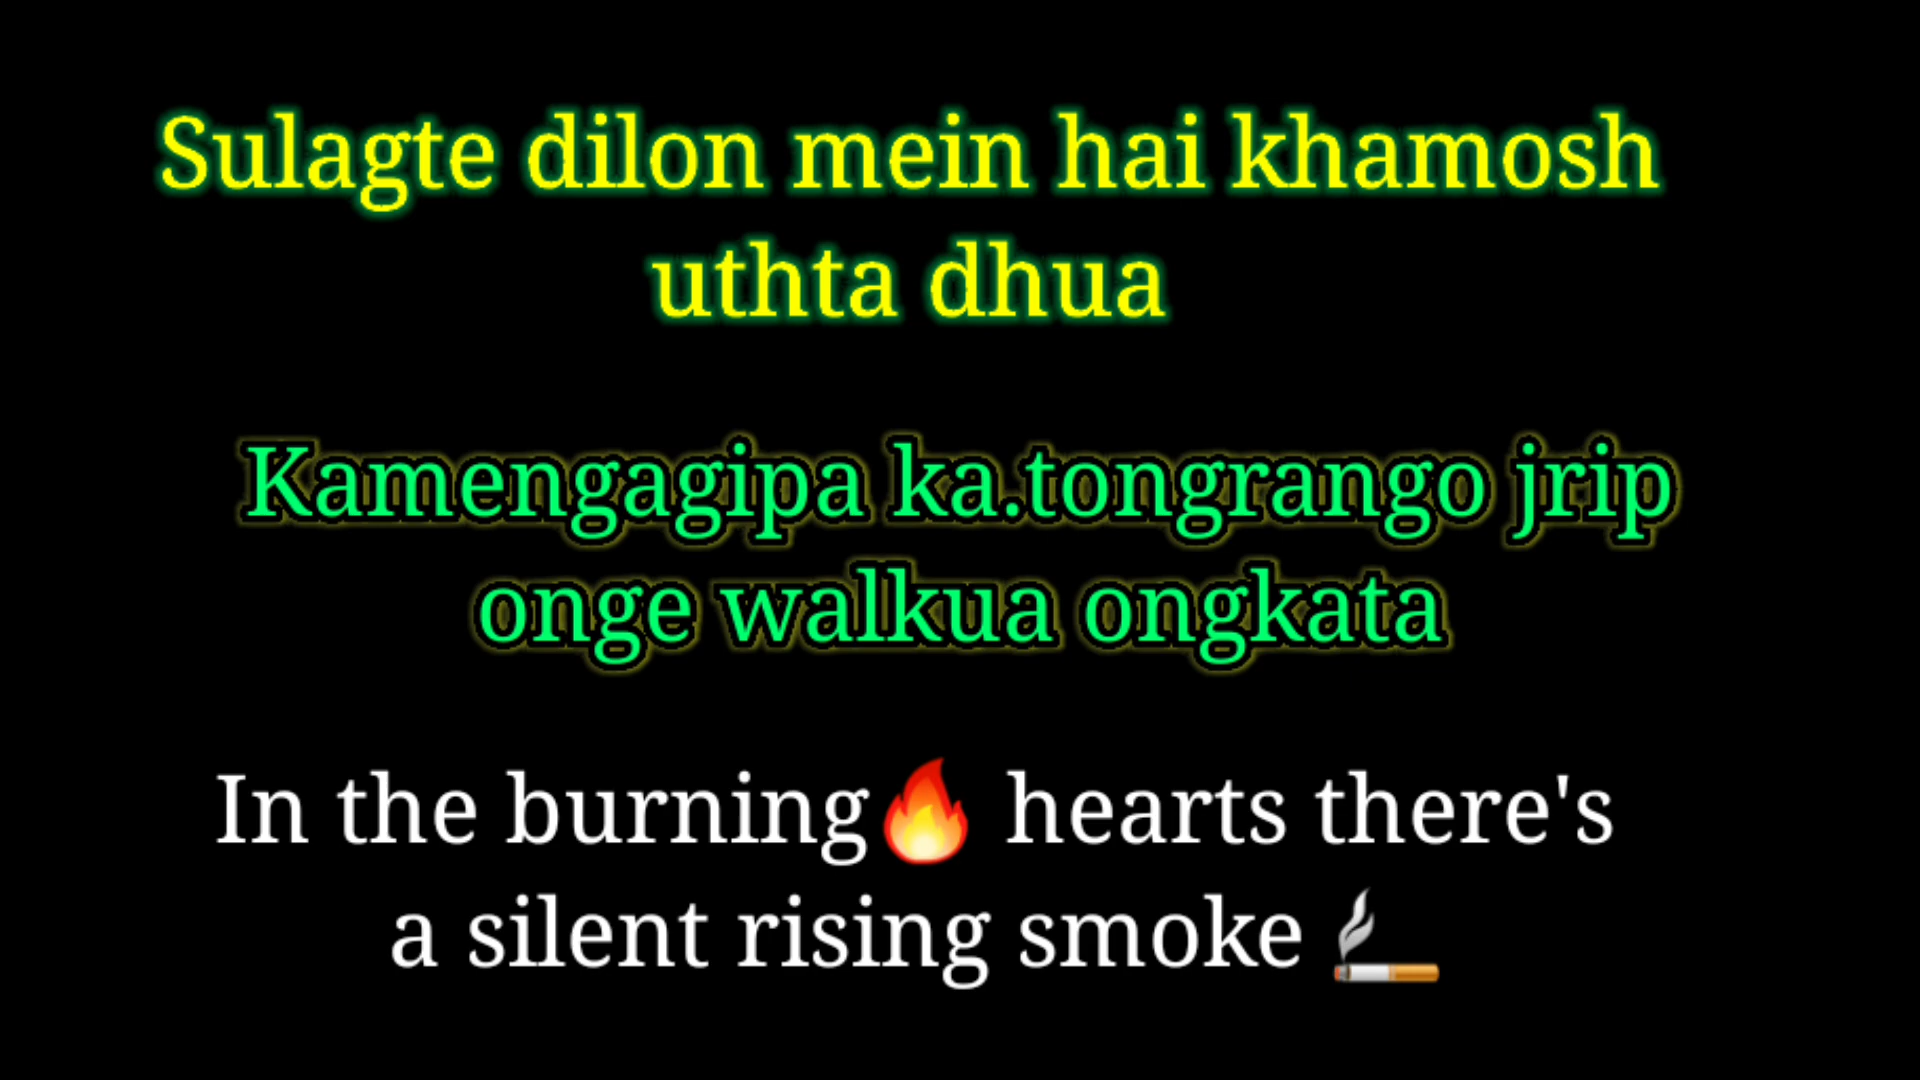 Sulagte dilon mein hai khamosh
uthta dhua
Kamengagipa ka.tongrango jrip
onge walkua ongkata
In the burning🔥 hearts there's
a silent rising smoke 🚬